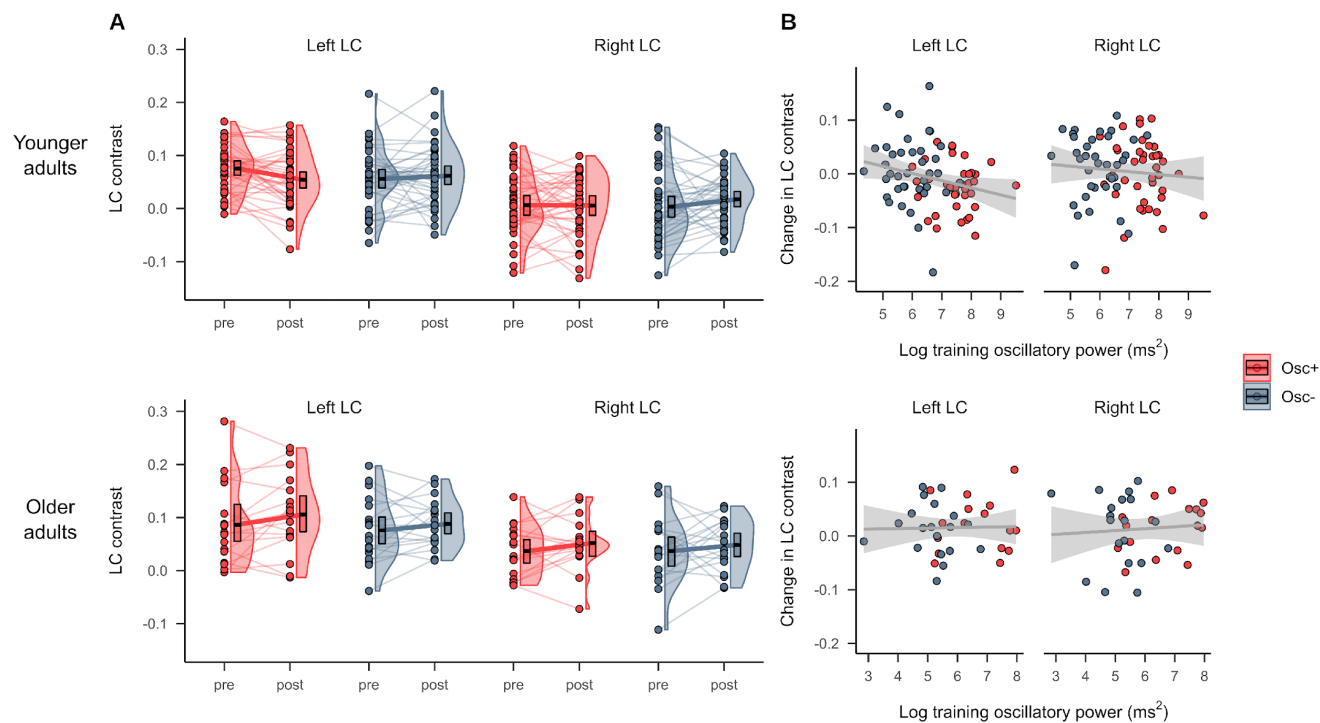 A
B
Left LC
Right LC
Left LC
Right LC
Younger
adults
LC contrast
0.3
0.2
0.1
0.0
-0.1
pre
post
pre
post
pre
post
pre
post
Change in LC contrast
0.1
0.0
-0.1
-0.2
5
6
7
8
9
4
5
6
7
8
9
Log training oscillatory power (ms²)
Osc+
Osc-
Left LC
Right LC
Left LC
Right LC
Older
adults
LC contrast
0.3
0.2
0.1
0.0
-0.1
pre
post
pre
post
pre
post
pre
post
Change in LC contrast
0.1
0.0
-0.1
-0.2
3
4
5
6
7
8
3
4
5
6
7
8
Log training oscillatory power (ms²)